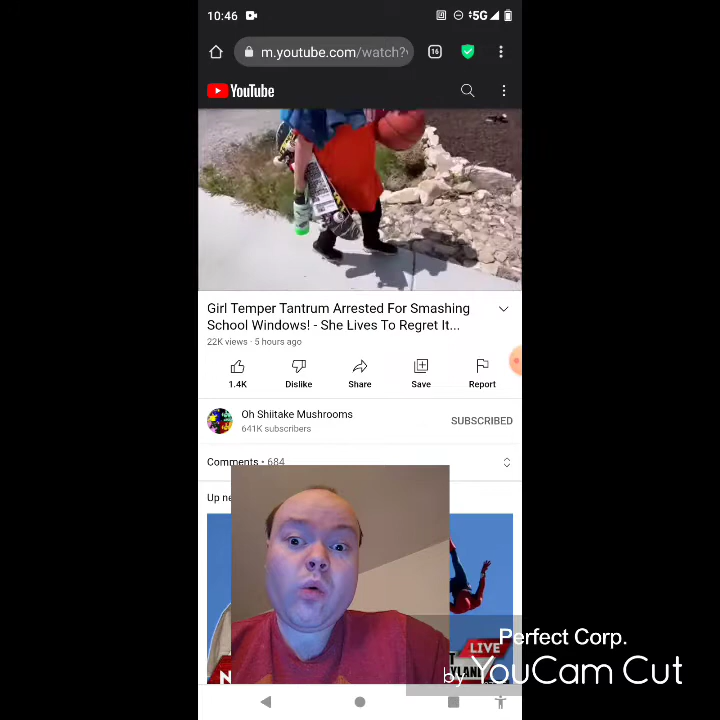 10:46
5G
m.youtube.com/watch?v
16
YouTube
Girl Temper Tantrum Arrested For Smashing
School Windows! - She Lives To Regret It...
22K views · 5 hours ago
1.4K Dislike Share Save Report
Oh Shiitake Mushrooms
641K subscribers
SUBSCRIBED
Comments • 684
Up ne
LIVE
Perfect Corp.
by YouCam Cut